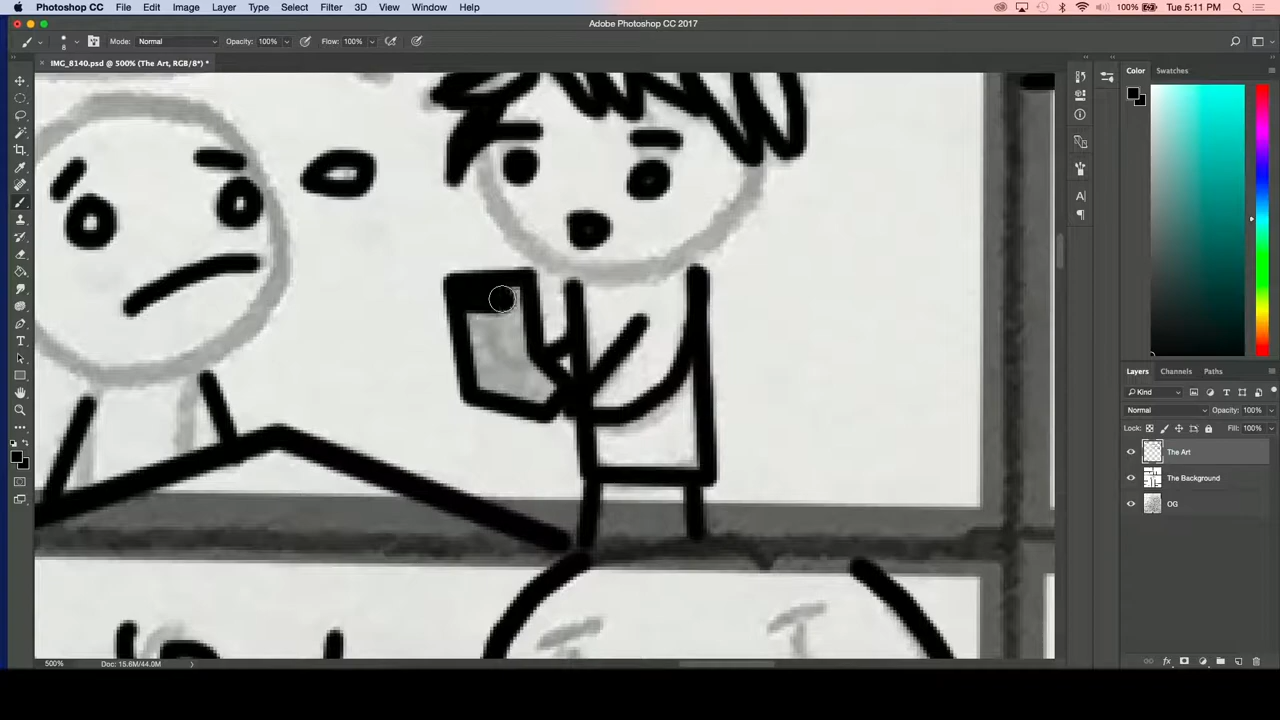 Photoshop CC File Edit Image Layer Type Select Filter 3D View Window Help 100% Tue 5:11 PM
Adobe Photoshop CC 2017
8 Mode: Normal Opacity: 100% Flow: 100%
IMG_8140.psd @ 500% (The Art, RGB/8*) *
Color Swatches
Layers Channels Paths
Kind
Normal Opacity: 100%
Lock: Fill: 100%
The Art
The Background
OG
500% Doc: 15.6M/44.0M